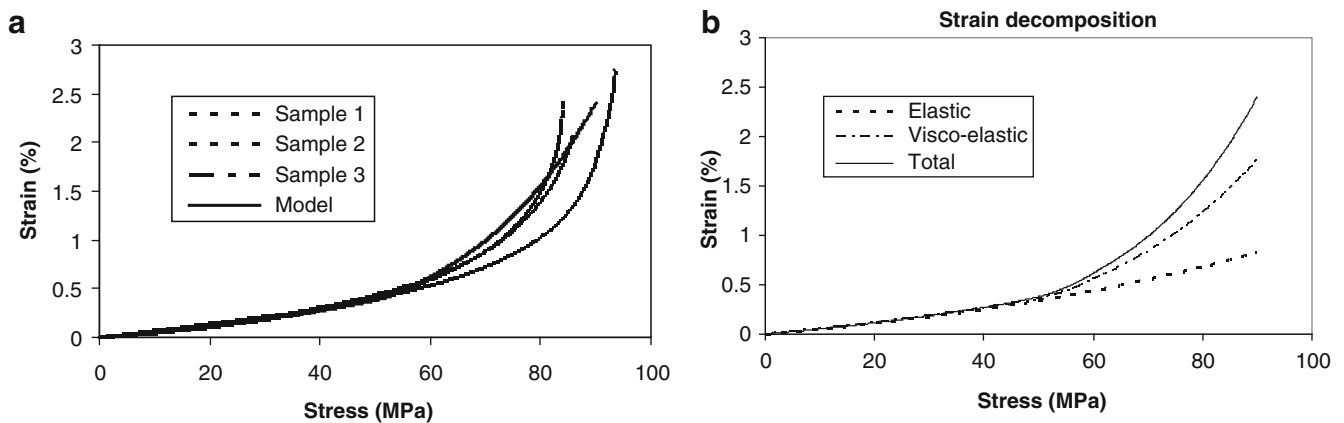 a
3
2.5
2
1.5
1
0.5
0
Strain (%)
Sample 1
Sample 2
Sample 3
Model
0 20 40 60 80 100
Stress (MPa)
b
Strain decomposition
3
2.5
2
1.5
1
0.5
0
Strain (%)
Elastic
Visco-elastic
Total
0 20 40 60 80 100
Stress (MPa)